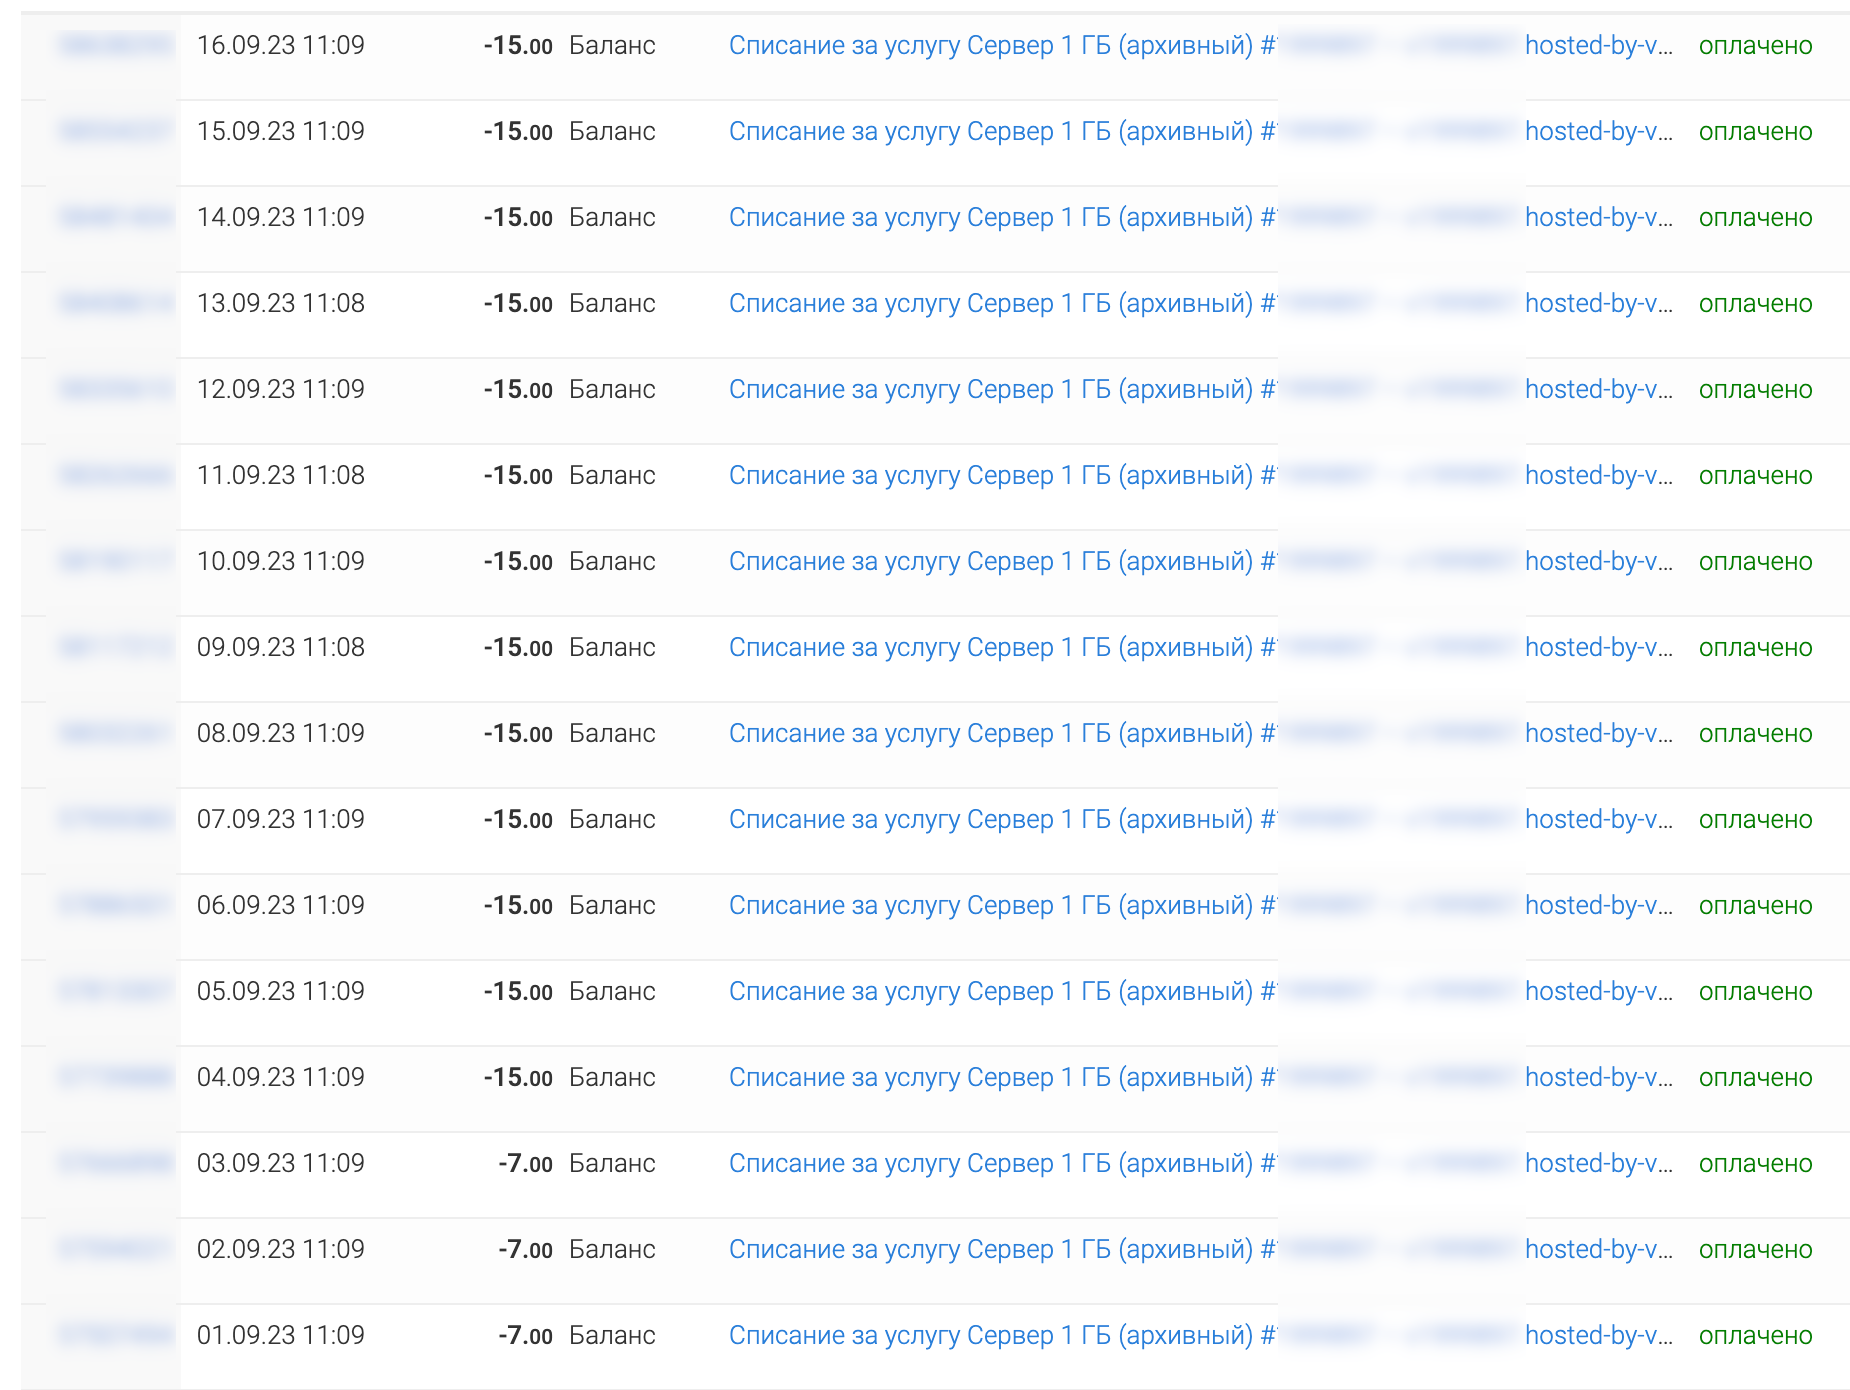 16.09.23 11:09 -15.00 Баланс Списание за услугу Сервер 1 ГБ (архивный) # hosted-by-v... оплачено
15.09.23 11:09 -15.00 Баланс Списание за услугу Сервер 1 ГБ (архивный) # hosted-by-v... оплачено
14.09.23 11:09 -15.00 Баланс Списание за услугу Сервер 1 ГБ (архивный) # hosted-by-v... оплачено
13.09.23 11:08 -15.00 Баланс Списание за услугу Сервер 1 ГБ (архивный) # hosted-by-v... оплачено
12.09.23 11:09 -15.00 Баланс Списание за услугу Сервер 1 ГБ (архивный) # hosted-by-v... оплачено
11.09.23 11:08 -15.00 Баланс Списание за услугу Сервер 1 ГБ (архивный) # hosted-by-v... оплачено
10.09.23 11:09 -15.00 Баланс Списание за услугу Сервер 1 ГБ (архивный) # hosted-by-v... оплачено
09.09.23 11:08 -15.00 Баланс Списание за услугу Сервер 1 ГБ (архивный) # hosted-by-v... оплачено
08.09.23 11:09 -15.00 Баланс Списание за услугу Сервер 1 ГБ (архивный) # hosted-by-v... оплачено
07.09.23 11:09 -15.00 Баланс Списание за услугу Сервер 1 ГБ (архивный) # hosted-by-v... оплачено
06.09.23 11:09 -15.00 Баланс Списание за услугу Сервер 1 ГБ (архивный) # hosted-by-v... оплачено
05.09.23 11:09 -15.00 Баланс Списание за услугу Сервер 1 ГБ (архивный) # hosted-by-v... оплачено
04.09.23 11:09 -15.00 Баланс Списание за услугу Сервер 1 ГБ (архивный) # hosted-by-v... оплачено
03.09.23 11:09 -7.00 Баланс Списание за услугу Сервер 1 ГБ (архивный) # hosted-by-v... оплачено
02.09.23 11:09 -7.00 Баланс Списание за услугу Сервер 1 ГБ (архивный) # hosted-by-v... оплачено
01.09.23 11:09 -7.00 Баланс Списание за услугу Сервер 1 ГБ (архивный) # hosted-by-v... оплачено